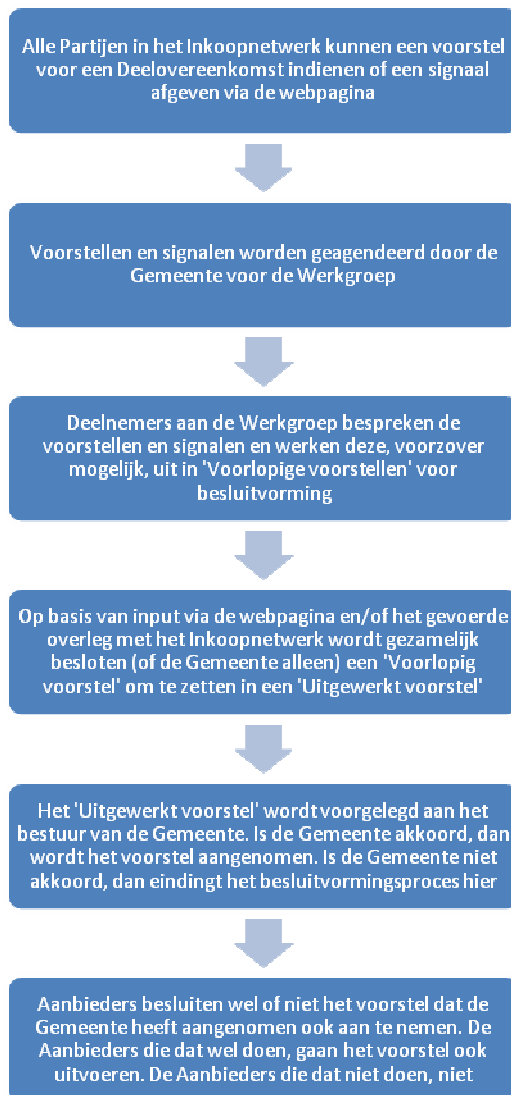 Alle Partijen in het Inkoopnetwerk kunnen een voorstel
voor een Deelovereenkomst indienen of een signaal
afgeven via de webpagina
Voorstellen en signalen worden geagendeerd door de
Gemeente voor de Werkgroep
Deelnemers aan de Werkgroep bespreken de
voorstellen en signalen en werken deze, voorzover
mogelijk, uit in 'Voorlopige voorstellen' voor
besluitvorming
Op basis van input via de webpagina en/of het gevoerde
overleg met het Inkoopnetwerk wordt gezamelijk
besloten (of de Gemeente alleen) een 'Voorlopig
voorstel' om te zetten in een 'Uitgewerkt voorstel'
Het 'Uitgewerkt voorstel' wordt voorgelegd aan het
bestuur van de Gemeente. Is de Gemeente akkoord, dan
wordt het voorstel aangenomen. Is de Gemeente niet
akkoord, dan eindingt het besluitvormingsproces hier
Aanbieders besluiten wel of niet het voorstel dat de
Gemeente heeft aangenomen ook aan te nemen. De
Aanbieders die dat wel doen, gaan het voorstel ook
uitvoeren. De Aanbieders die dat niet doen, niet